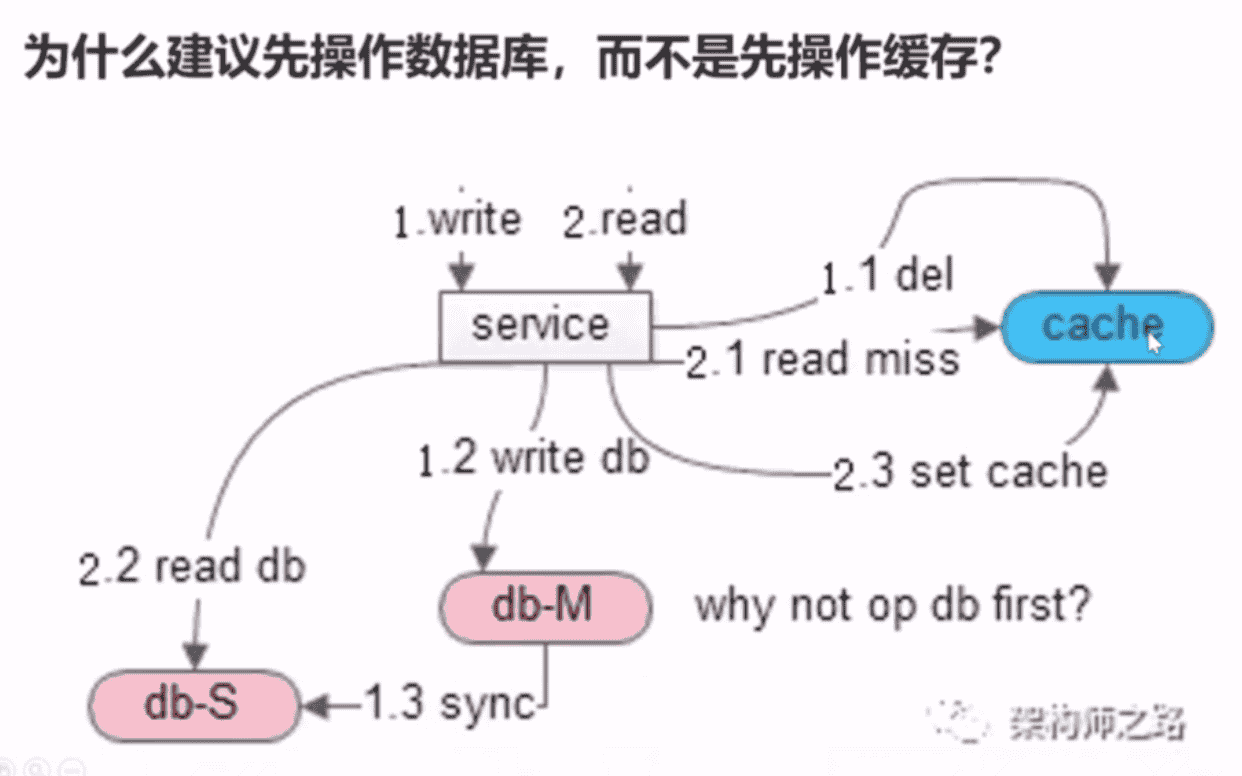 为什么建议先操作数据库，而不是先操作缓存？
1.write
2.read
1.1 del
service
cache
2.1 read miss
1.2 write db
2.3 set cache
2.2 read db
db-M
why not op db first?
db-S
1.3 sync
架构师之路